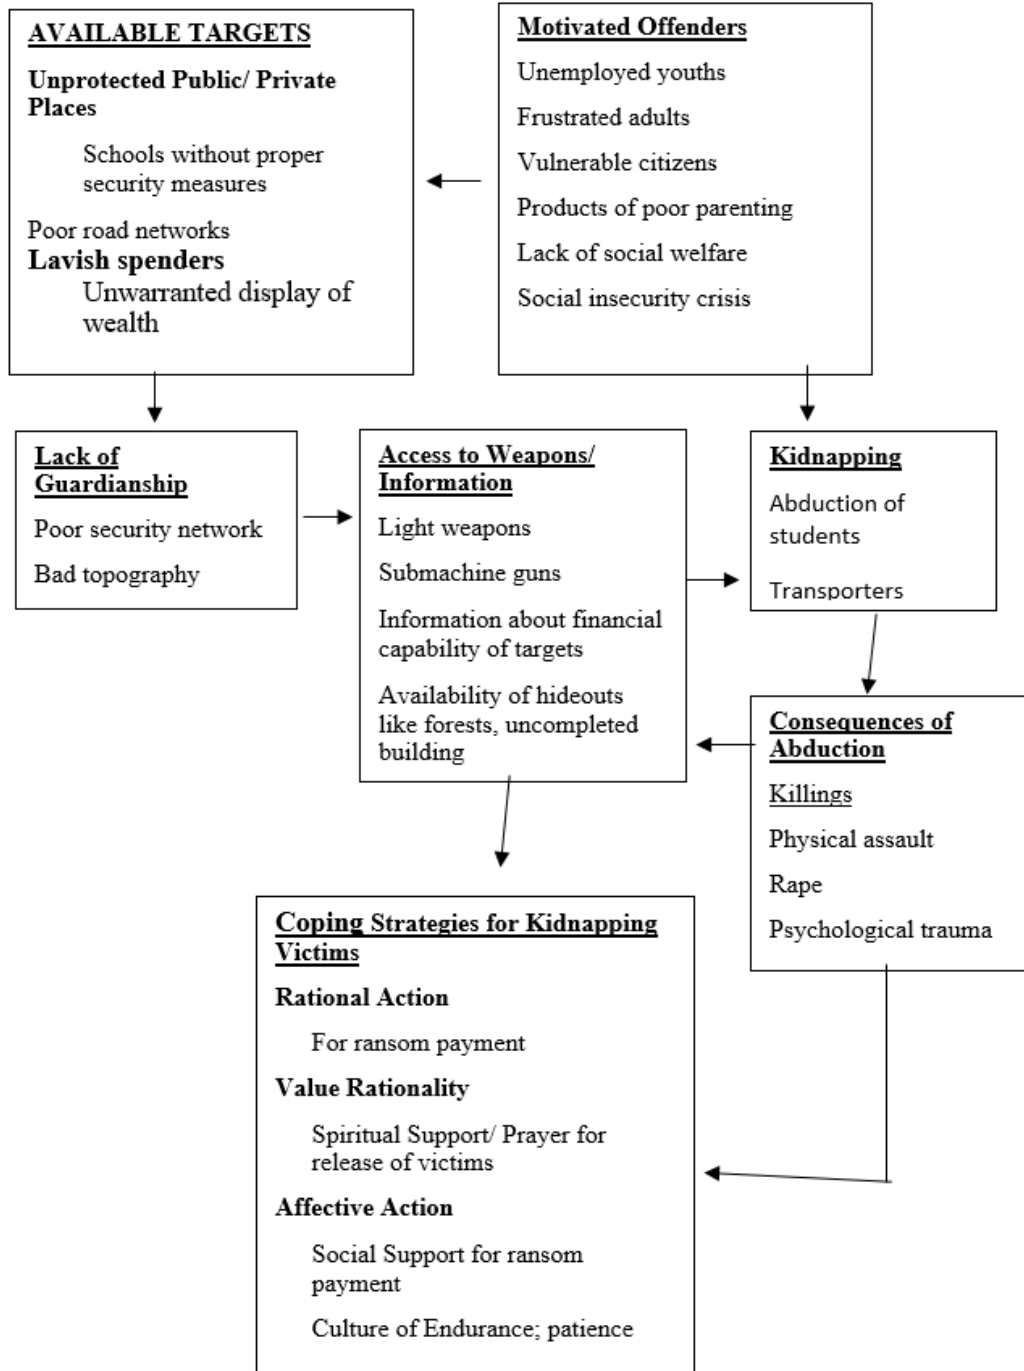 AVAILABLE TARGETS
Unprotected Public/ Private
Places
Schools without proper
security measures
Poor road networks
Lavish spenders
Unwarranted display of
wealth
Motivated Offenders
Unemployed youths
Frustrated adults
Vulnerable citizens
Products of poor parenting
Lack of social welfare
Social insecurity crisis
Lack of
Guardianship
Poor security network
Bad topography
Access to Weapons/
Information
Light weapons
Submachine guns
Information about financial
capability of targets
Availability of hideouts
like forests, uncompleted
building
Kidnapping
Abduction of
students
Transporters
Consequences of
Abduction
Killings
Physical assault
Rape
Psychological trauma
Coping Strategies for Kidnapping
Victims
Rational Action
For ransom payment
Value Rationality
Spiritual Support/ Prayer for
release of victims
Affective Action
Social Support for ransom
payment
Culture of Endurance; patience